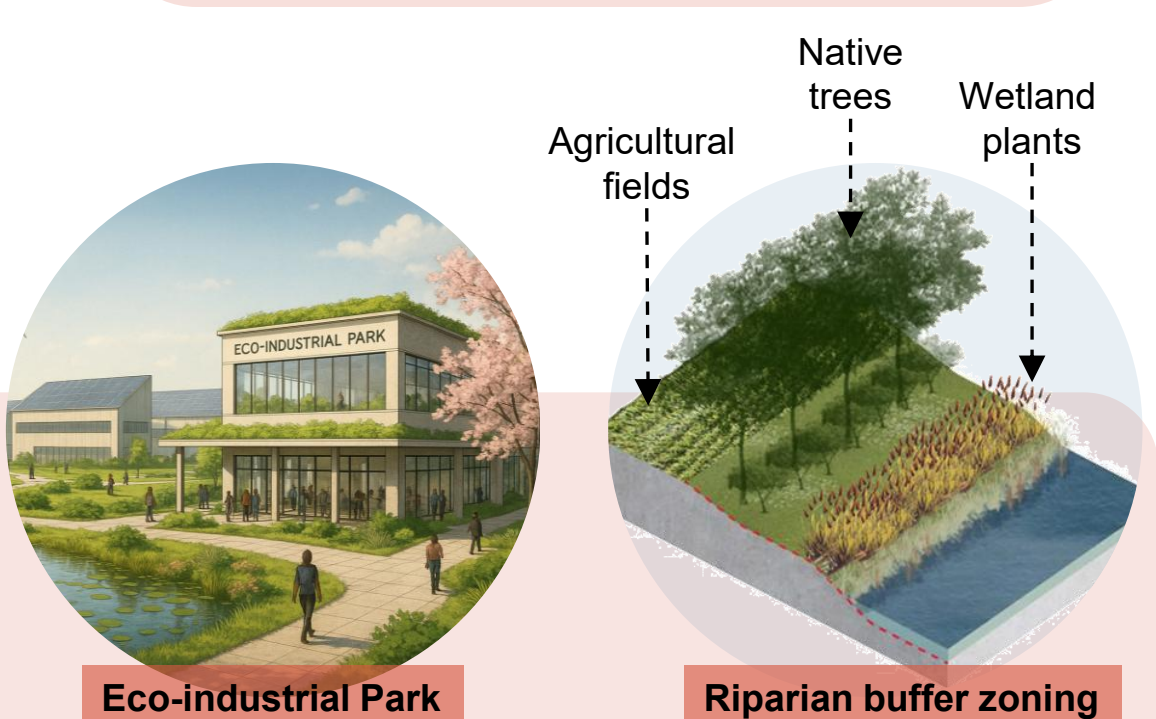 Native
trees
Wetland
plants
Agricultural
fields
ECO-INDUSTRIAL PARK
Eco-industrial Park
Riparian buffer zoning